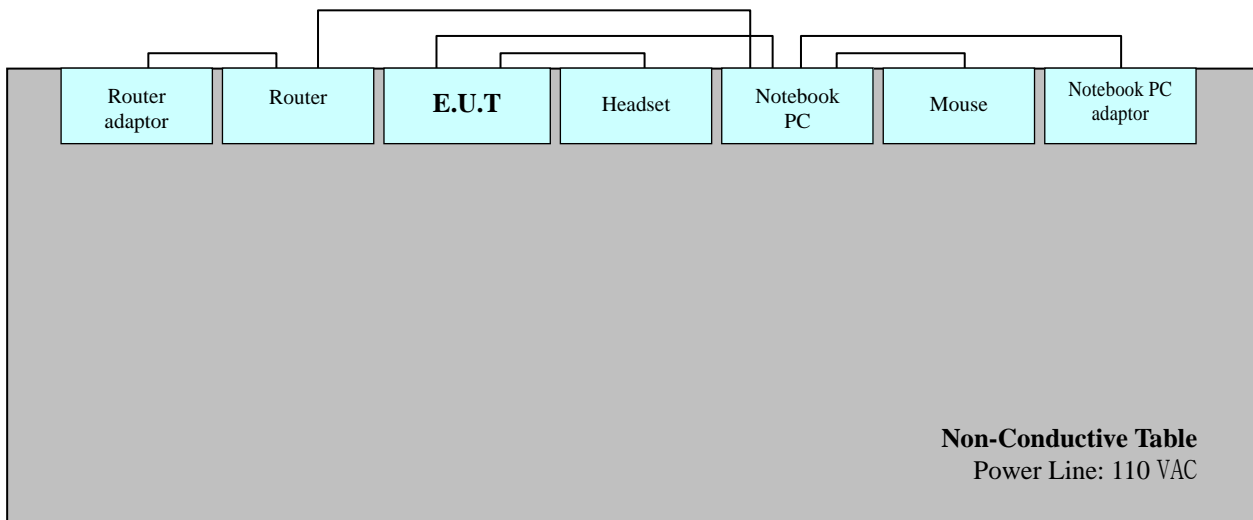 Router
adaptor
Router
E.U.T
Headset
Notebook
PC
Mouse
Notebook PC
adaptor
Non-Conductive Table
Power Line: 110 VAC